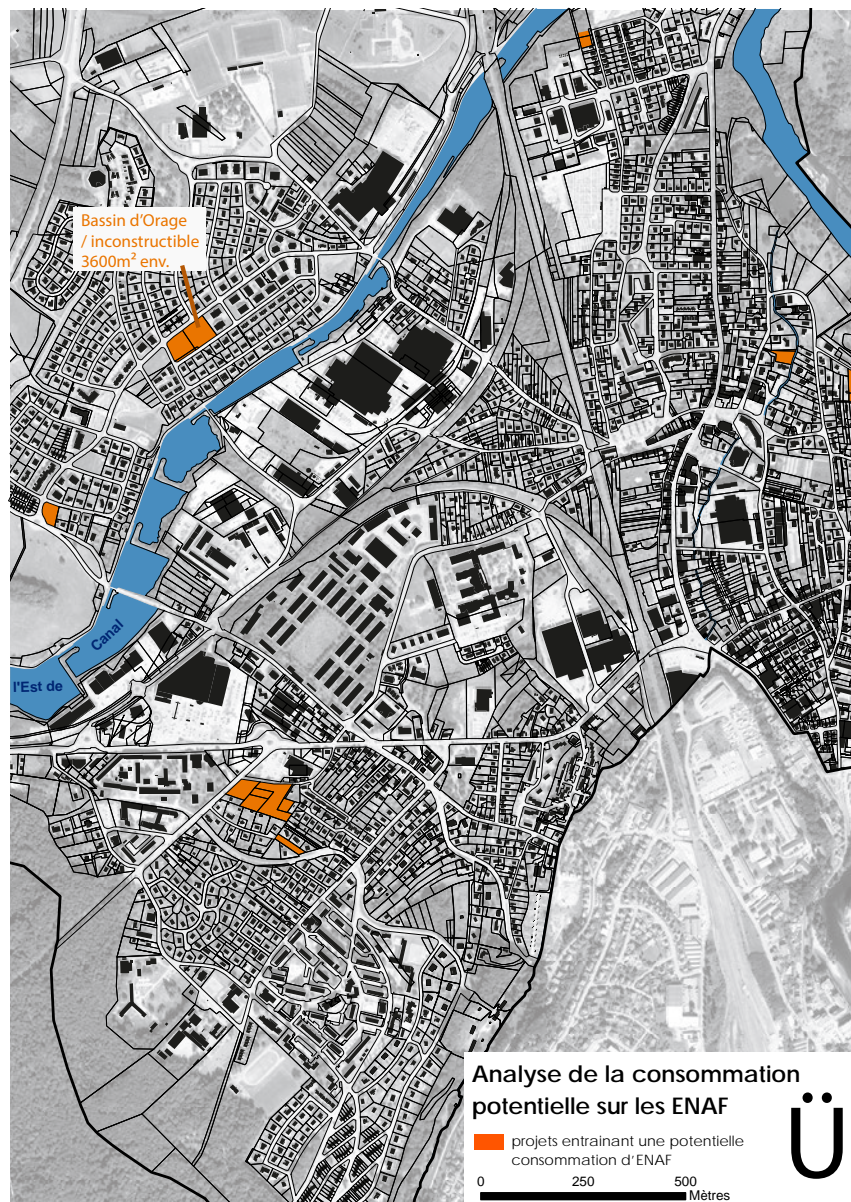 Bassin d'Orage
/ inconstructible
3600m² env.
Canal
l'Est de
Analyse de la consommation
potentielle sur les ENAF
Ü
projets entrainant une potentielle
consommation d'ENAF
0 250 500
Mètres